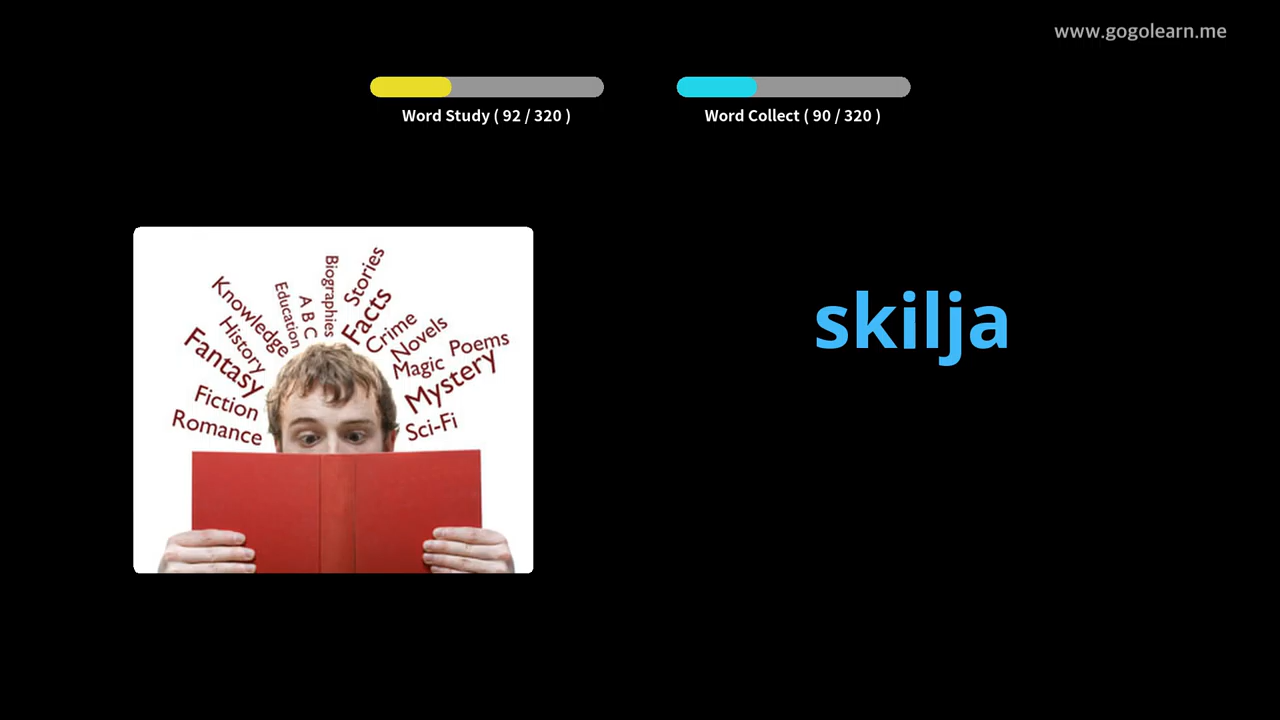 www.gogolearn.me
Word Study ( 92 / 320 )
Word Collect ( 90 / 320 )
skilja
Biographies
Stories
Education
A B C
Facts
Knowledge
History
Crime
Novels
Poems
Fantasy
Magic
Mystery
Fiction
Romance
Sci-Fi